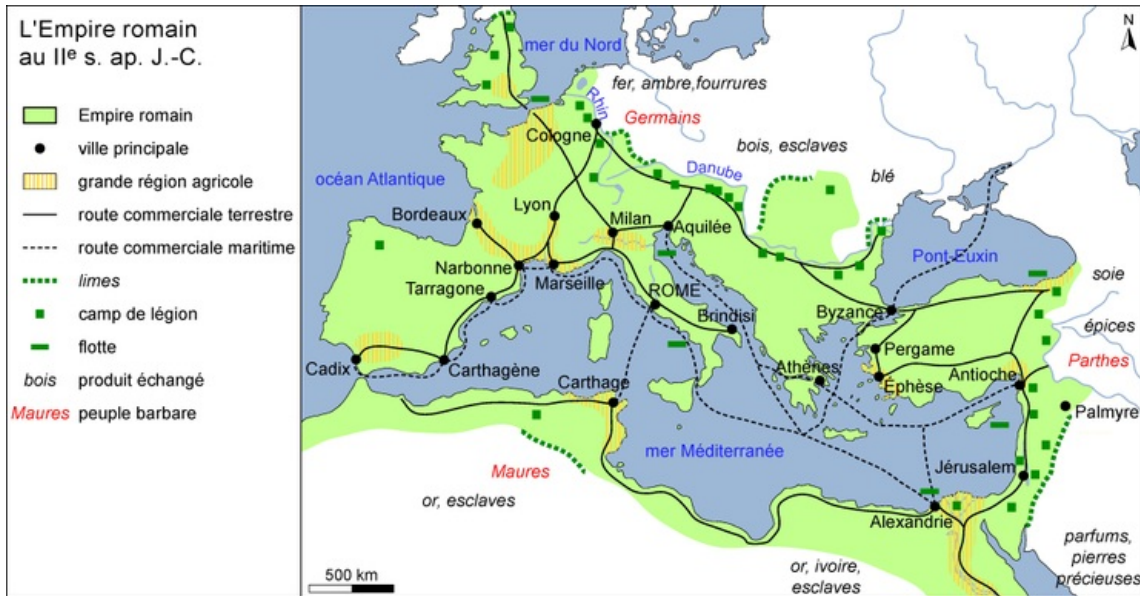 L'Empire romain
au IIe s. ap. J.-C.
Empire romain
ville principale
grande région agricole
route commerciale terrestre
route commerciale maritime
limes
camp de légion
flotte
bois produit échangé
Maures peuple barbare
mer du Nord
fer, ambre,fourrures
Rhin
Germains
Cologne
bois, esclaves
Danube
blé
océan Atlantique
Bordeaux
Lyon
Milan
Aquilée
Pont-Euxin
Narbonne
Marseille
Tarragone
ROME
Brindisi
Byzance
soie
épices
Parthes
Pergame
Athènes
Éphèse
Antioche
Cadix
Carthagène
Carthage
Palmyre
mer Méditerranée
Jérusalem
Maures
or, esclaves
Alexandrie
or, ivoire,
esclaves
parfums,
pierres
précieuses
500 km
N